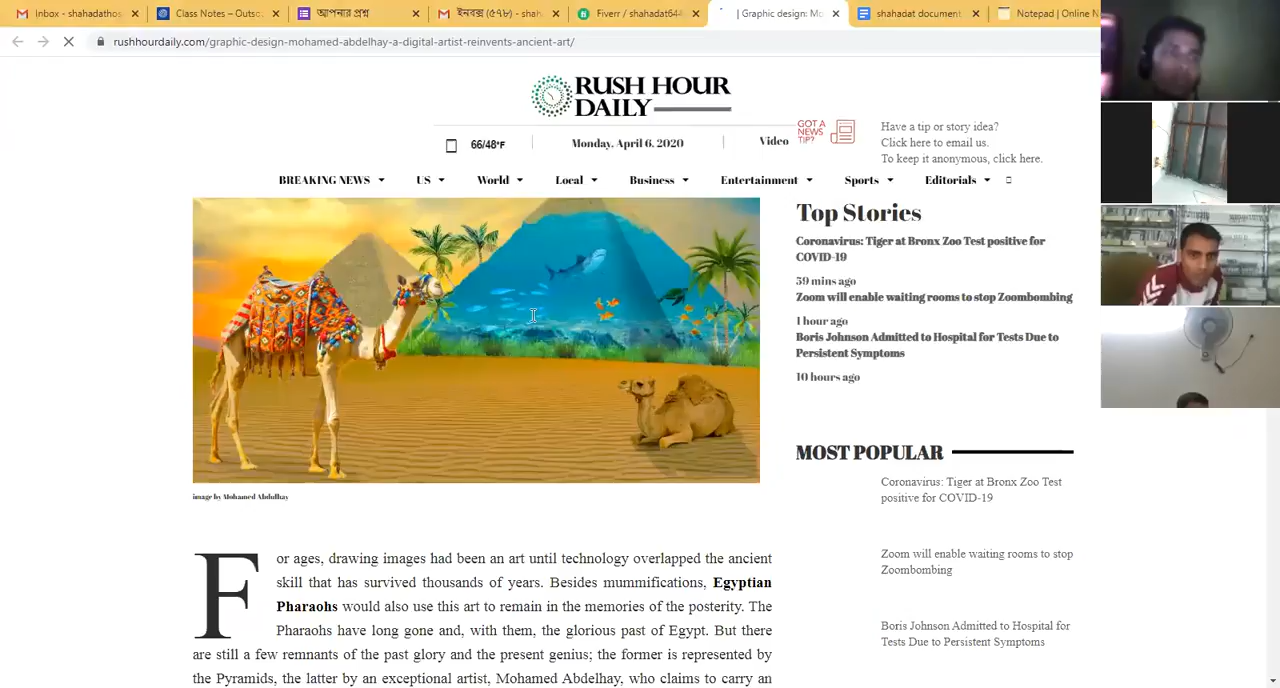 Inbox (5) - shahadathos
Class Notes – Outsou
আপনার প্রশ্ন
ইনবক্স (৫৭৮) - shah
Fiverr / shahadat644
| Graphic design: Mo
shahadat document
Notepad | Online N
rushhourdaily.com/graphic-design-mohamed-abdelhay-a-digital-artist-reinvents-ancient-art/
RUSH HOUR
DAILY
66/48°F
Monday, April 6, 2020
Video
GOT A
NEWS
TIP?
Have a tip or story idea?
Click here to email us.
To keep it anonymous, click here.
BREAKING NEWS
US
World
Local
Business
Entertainment
Sports
Editorials
image by Mohamed Abdulhay
For ages, drawing images had been an art until technology overlapped the ancient
skill that has survived thousands of years. Besides mummifications, Egyptian
Pharaohs would also use this art to remain in the memories of the posterity. The
Pharaohs have long gone and, with them, the glorious past of Egypt. But there
are still a few remnants of the past glory and the present genius; the former is represented by
the Pyramids, the latter by an exceptional artist, Mohamed Abdelhay, who claims to carry an
Top Stories
Coronavirus: Tiger at Bronx Zoo Test positive for
COVID-19
59 mins ago
Zoom will enable waiting rooms to stop Zoombombing
1 hour ago
Boris Johnson Admitted to Hospital for Tests Due to
Persistent Symptoms
10 hours ago
MOST POPULAR
Coronavirus: Tiger at Bronx Zoo Test
positive for COVID-19
Zoom will enable waiting rooms to stop
Zoombombing
Boris Johnson Admitted to Hospital for
Tests Due to Persistent Symptoms